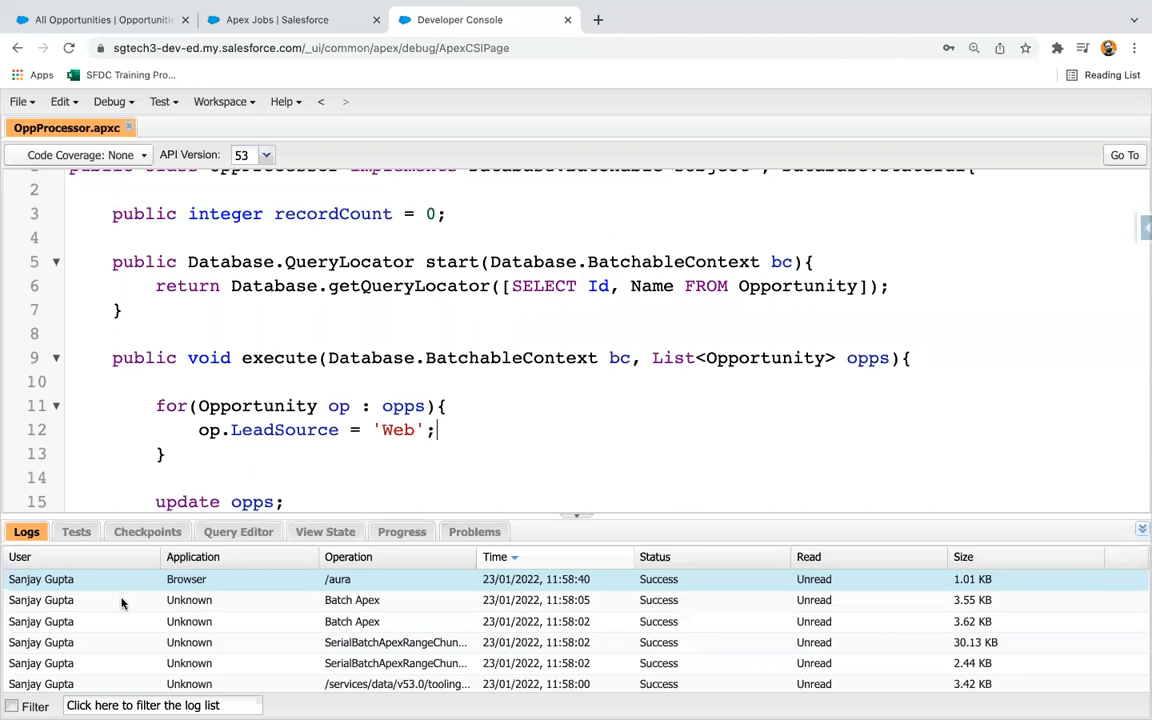 All Opportunities | Opportuniti
Apex Jobs | Salesforce
Developer Console
sgtech3-dev-ed.my.salesforce.com/_ui/common/apex/debug/ApexCSIPage
Apps
SFDC Training Pro...
Reading List
File
Edit
Debug
Test
Workspace
Help
<
>
OppProcessor.apxc
Code Coverage: None
API Version:
53
Go To
1 public class OppProcessor implements Database.Batchable<sObject>, Database.Stateful{
2
3 public integer recordCount = 0;
4
5 public Database.QueryLocator start(Database.BatchableContext bc){
6 return Database.getQueryLocator([SELECT Id, Name FROM Opportunity]);
7 }
8
9 public void execute(Database.BatchableContext bc, List<Opportunity> opps){
10
11 for(Opportunity op : opps){
12 op.LeadSource = 'Web';
13 }
14
15 update opps;
Logs
Tests
Checkpoints
Query Editor
View State
Progress
Problems
User Application Operation Time Status Read Size
Sanjay Gupta Browser /aura 23/01/2022, 11:58:40 Success Unread 1.01 KB
Sanjay Gupta Unknown Batch Apex 23/01/2022, 11:58:05 Success Unread 3.55 KB
Sanjay Gupta Unknown Batch Apex 23/01/2022, 11:58:02 Success Unread 3.62 KB
Sanjay Gupta Unknown SerialBatchApexRangeChun... 23/01/2022, 11:58:02 Success Unread 30.13 KB
Sanjay Gupta Unknown SerialBatchApexRangeChun... 23/01/2022, 11:58:02 Success Unread 2.44 KB
Sanjay Gupta Unknown /services/data/v53.0/tooling... 23/01/2022, 11:58:00 Success Unread 3.42 KB
Filter
Click here to filter the log list